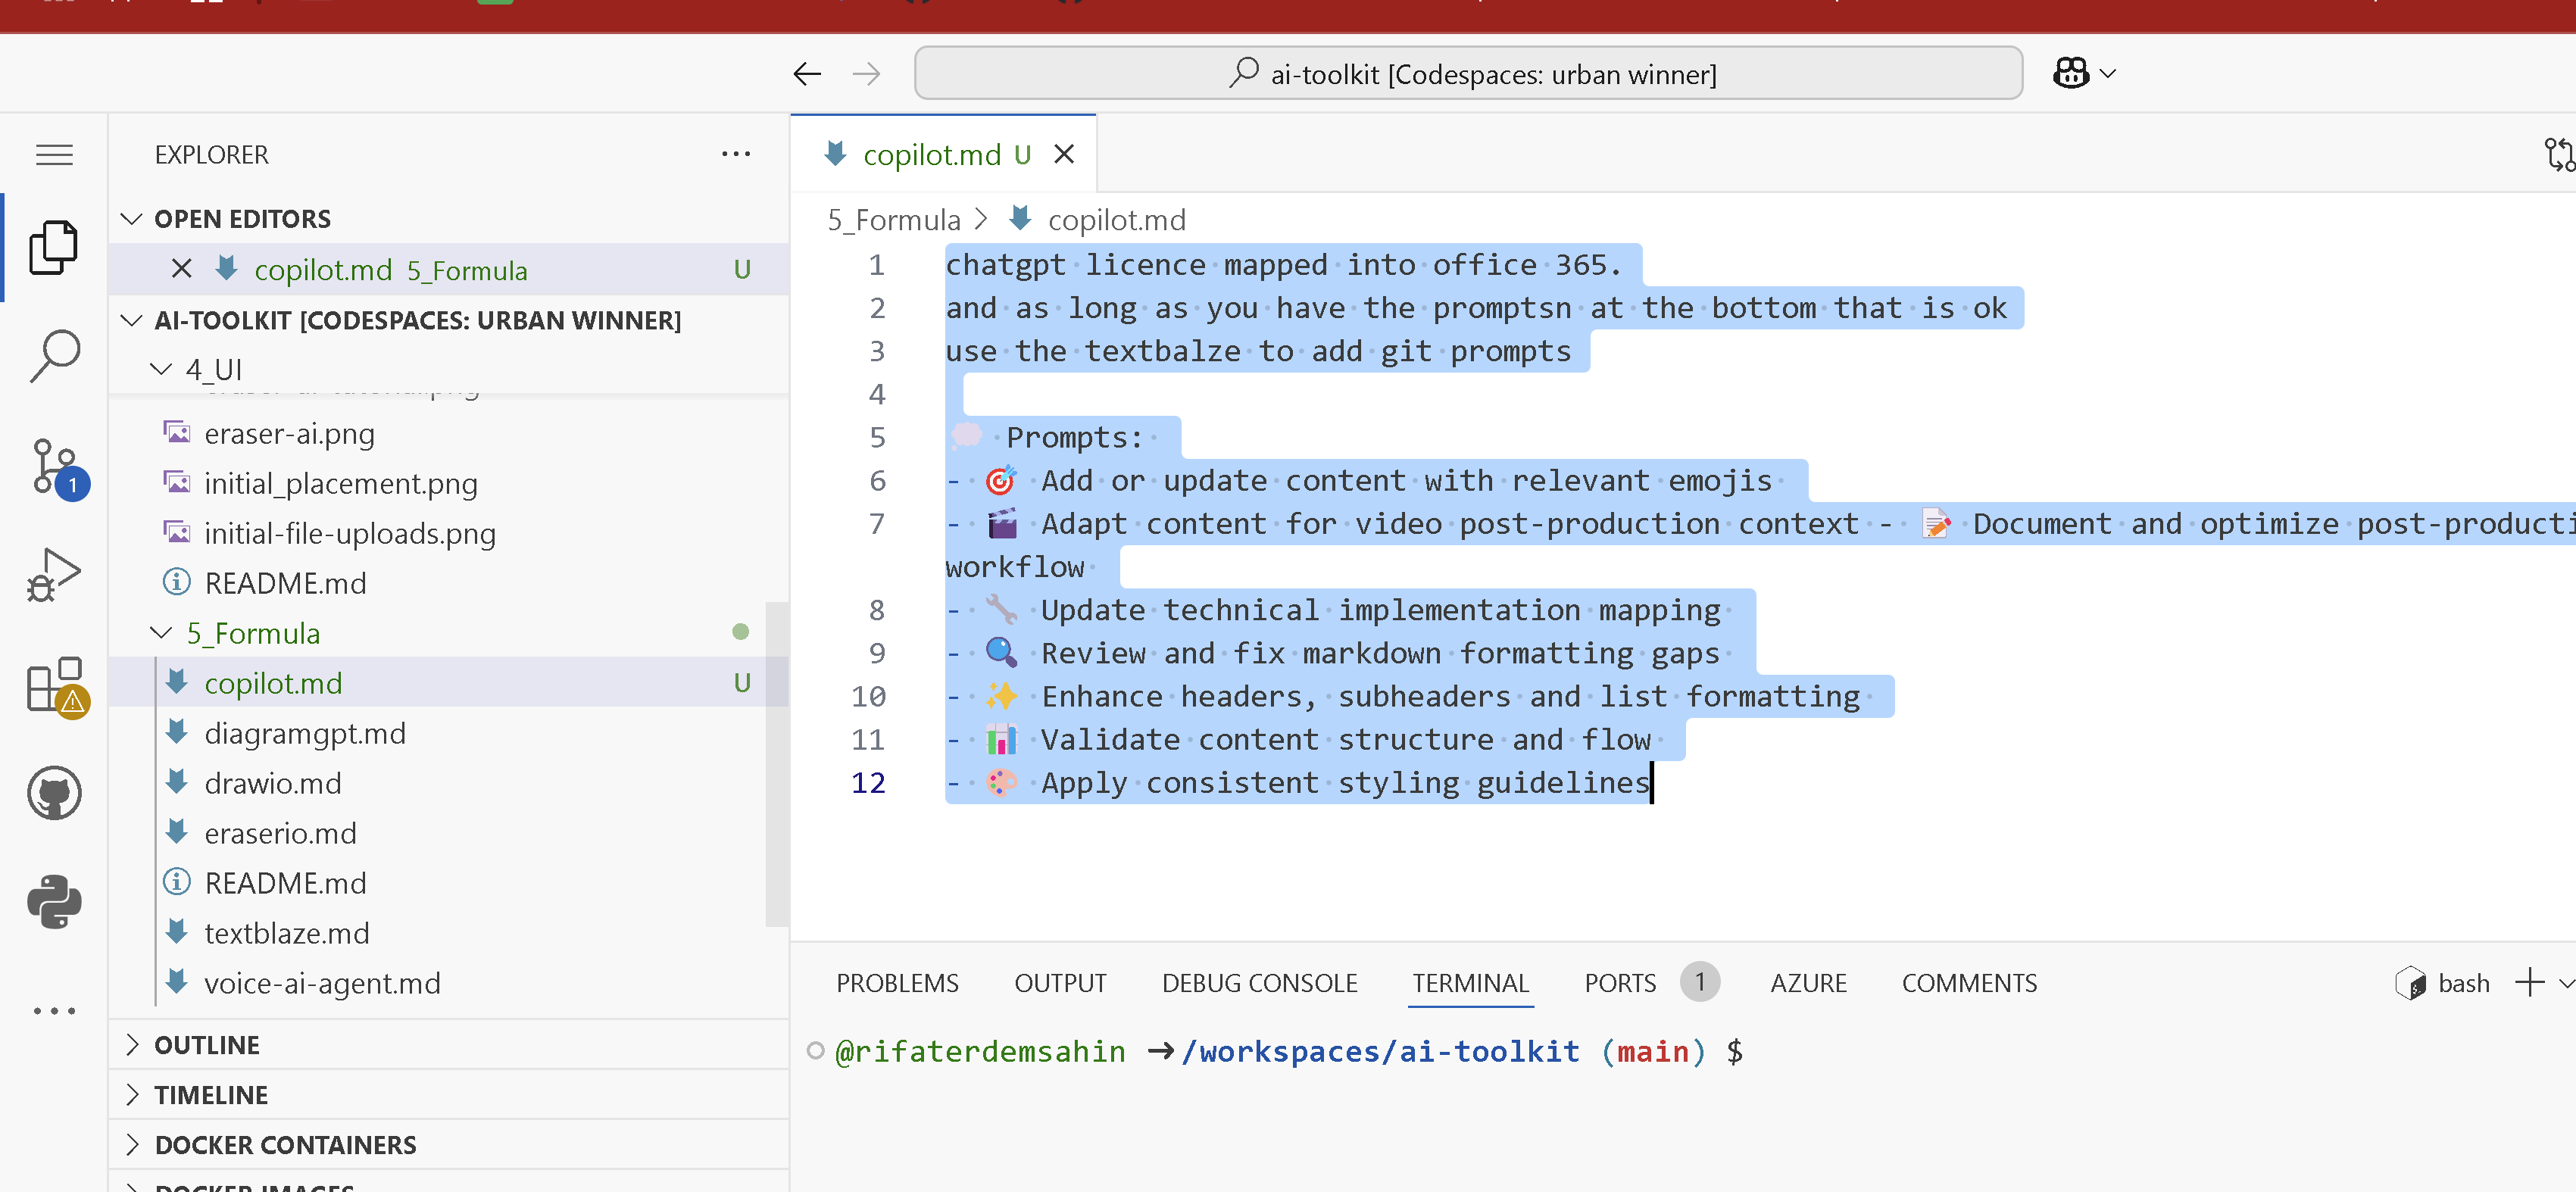 ai-toolkit [Codespaces: urban winner]
EXPLORER
OPEN EDITORS
copilot.md 5_Formula U
AI-TOOLKIT [CODESPACES: URBAN WINNER]
4_UI
eraser-ai.png
initial_placement.png
initial-file-uploads.png
README.md
5_Formula
copilot.md U
diagramgpt.md
drawio.md
eraserio.md
README.md
textblaze.md
voice-ai-agent.md
OUTLINE
TIMELINE
DOCKER CONTAINERS
DOCKER IMAGES
1
copilot.md U
5_Formula > copilot.md
1 chatgpt licence mapped into office 365.
2 and as long as you have the promptsn at the bottom that is ok
3 use the textbalze to add git prompts
4
5 💭 Prompts:
6 - 🎯 Add or update content with relevant emojis
7 - 🎬 Adapt content for video post-production context - 📝 Document and optimize post-producti
workflow
8 - 🔧 Update technical implementation mapping
9 - 🔍 Review and fix markdown formatting gaps
10 - ✨ Enhance headers, subheaders and list formatting
11 - 📊 Validate content structure and flow
12 - 🎨 Apply consistent styling guidelines
PROBLEMS OUTPUT DEBUG CONSOLE TERMINAL PORTS 1 AZURE COMMENTS
bash
@rifaterdemsahin →/workspaces/ai-toolkit (main) $